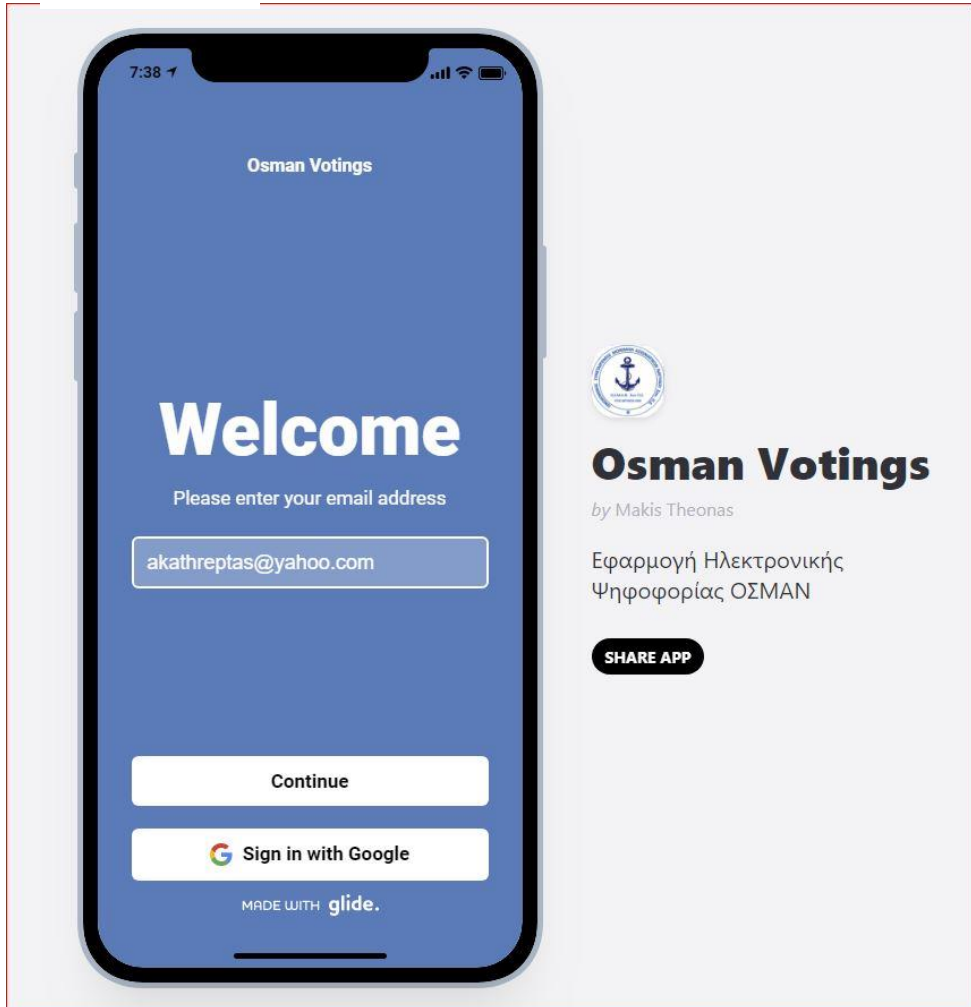 7:38
Osman Votings
Welcome
Please enter your email address
akathreptas@yahoo.com
Continue
Sign in with Google
MADE WITH glide.
Osman Votings
by Makis Theonas
Εφαρμογή Ηλεκτρονικής
Ψηφοφορίας ΟΣΜΑΝ
SHARE APP